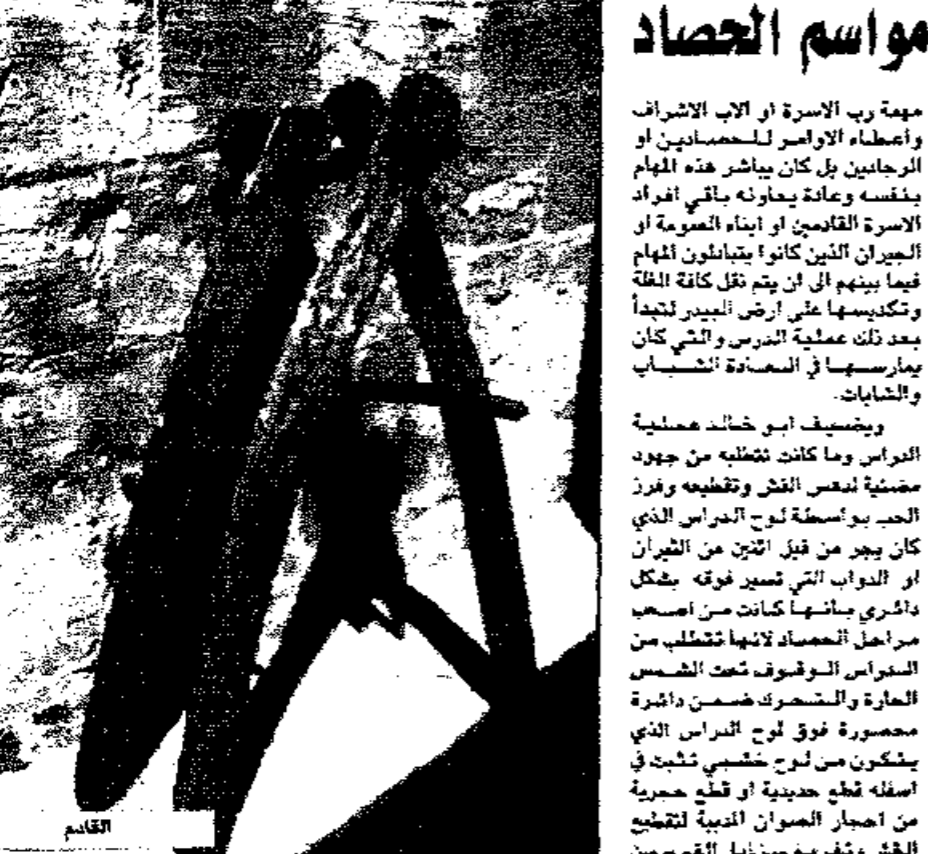 مواسم الحصاد
مهمة رب الاسرة او الاب الاشراف
واعطاء الاوامر للحصادين او
الرجادين بل كان يباشر هذه المهام
بنفسه وعادة يعاونه باقي افراد
الاسرة القادمين او ابناء العمومة او
الجيران الذين كانوا يتبادلون المهام
فيما بينهم الى ان يتم نقل كافة الغلة
وتكديسها على ارض البيدر لتبدأ
بعد ذلك عملية الدرس والتي كان
يمارسها في العادة الشباب
والشابات.
ويضيف ابو خالد عملية
الدراس وما كانت تتطلبه من جهود
مضنية لدهس القش وتقطيعه وفرز
الحب بواسطة لوح الدراس الذي
كان يجر من قبل اثنين من الثيران
او الدواب التي تسير فوقه بشكل
دائري بانها كانت من اصعب
مراحل الحصاد لانها تتطلب من
الدراس الوقوف تحت الشمس
الحارة والتحرك ضمن دائرة
محصورة فوق لوح الدراس الذي
يتكون من لوح خشبي تثبت في
اسفله قطع حديدية او قطع حجرية
من احجار الصوان المدببة لتقطيع
القش
القادم